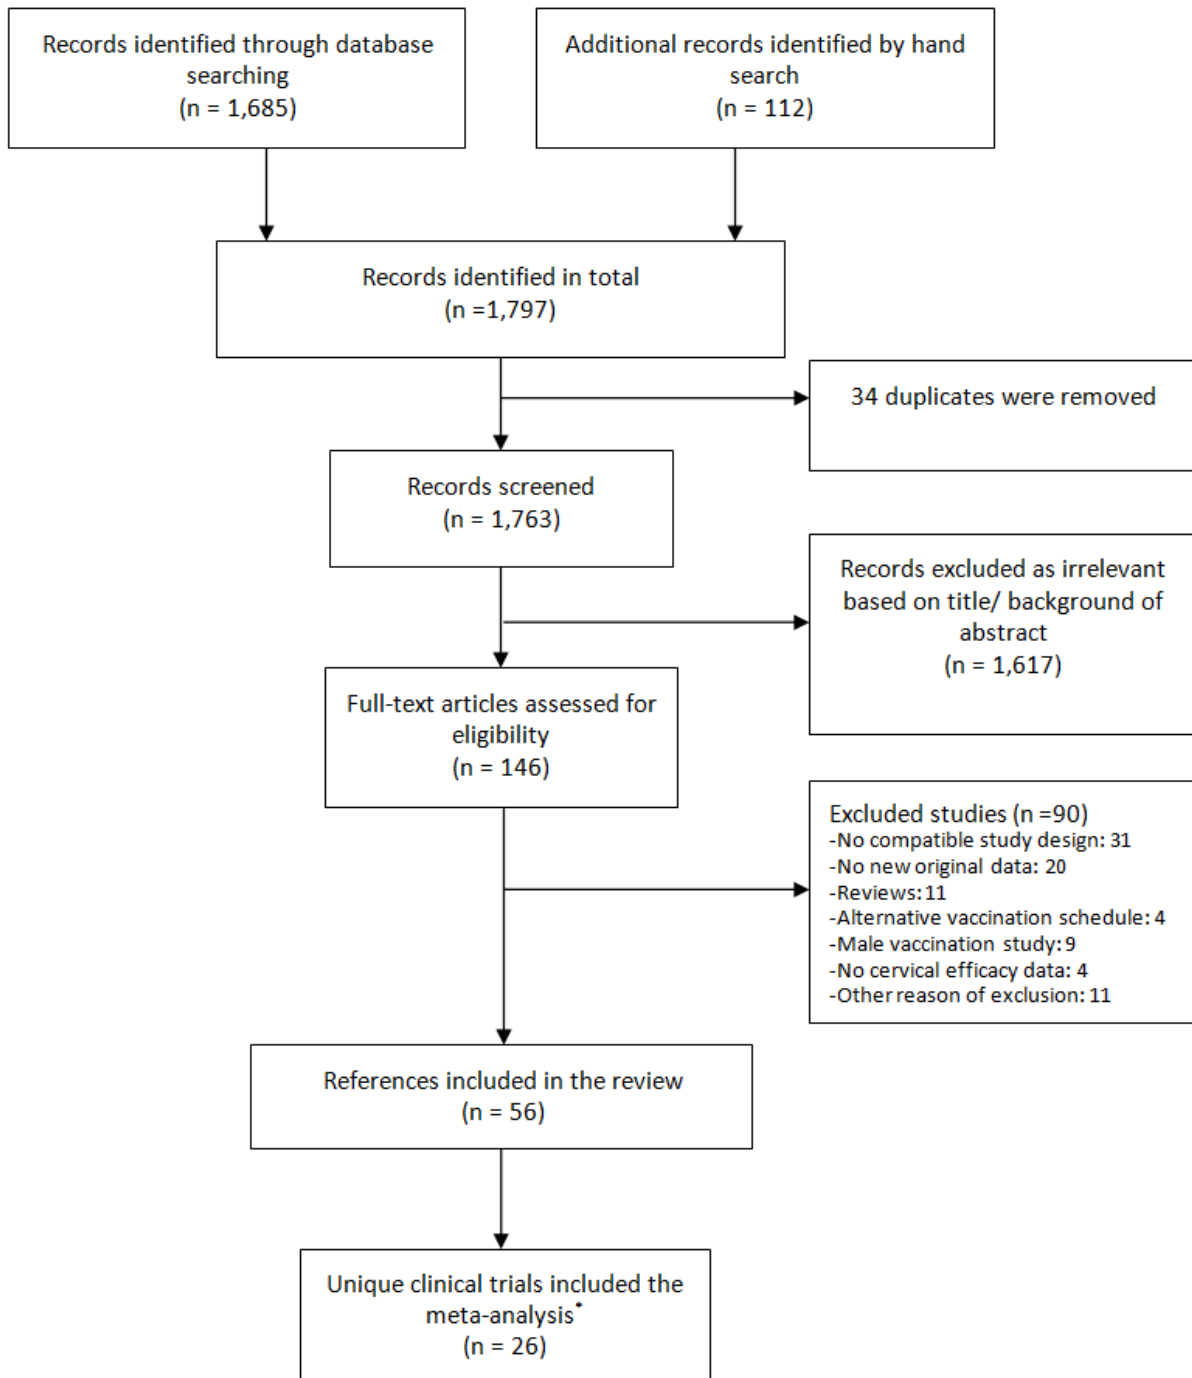 Records identified through database
searching
(n = 1,685)
Additional records identified by hand
search
(n = 112)
Records identified in total
(n =1,797)
34 duplicates were removed
Records screened
(n = 1,763)
Records excluded as irrelevant
based on title/ background of
abstract
(n = 1,617)
Full-text articles assessed for
eligibility
(n = 146)
Excluded studies (n =90)
-No compatible study design: 31
-No new original data: 20
-Reviews: 11
-Alternative vaccination schedule: 4
-Male vaccination study: 9
-No cervical efficacy data: 4
-Other reason of exclusion: 11
References included in the review
(n = 56)
Unique clinical trials included the
meta-analysis*
(n = 26)